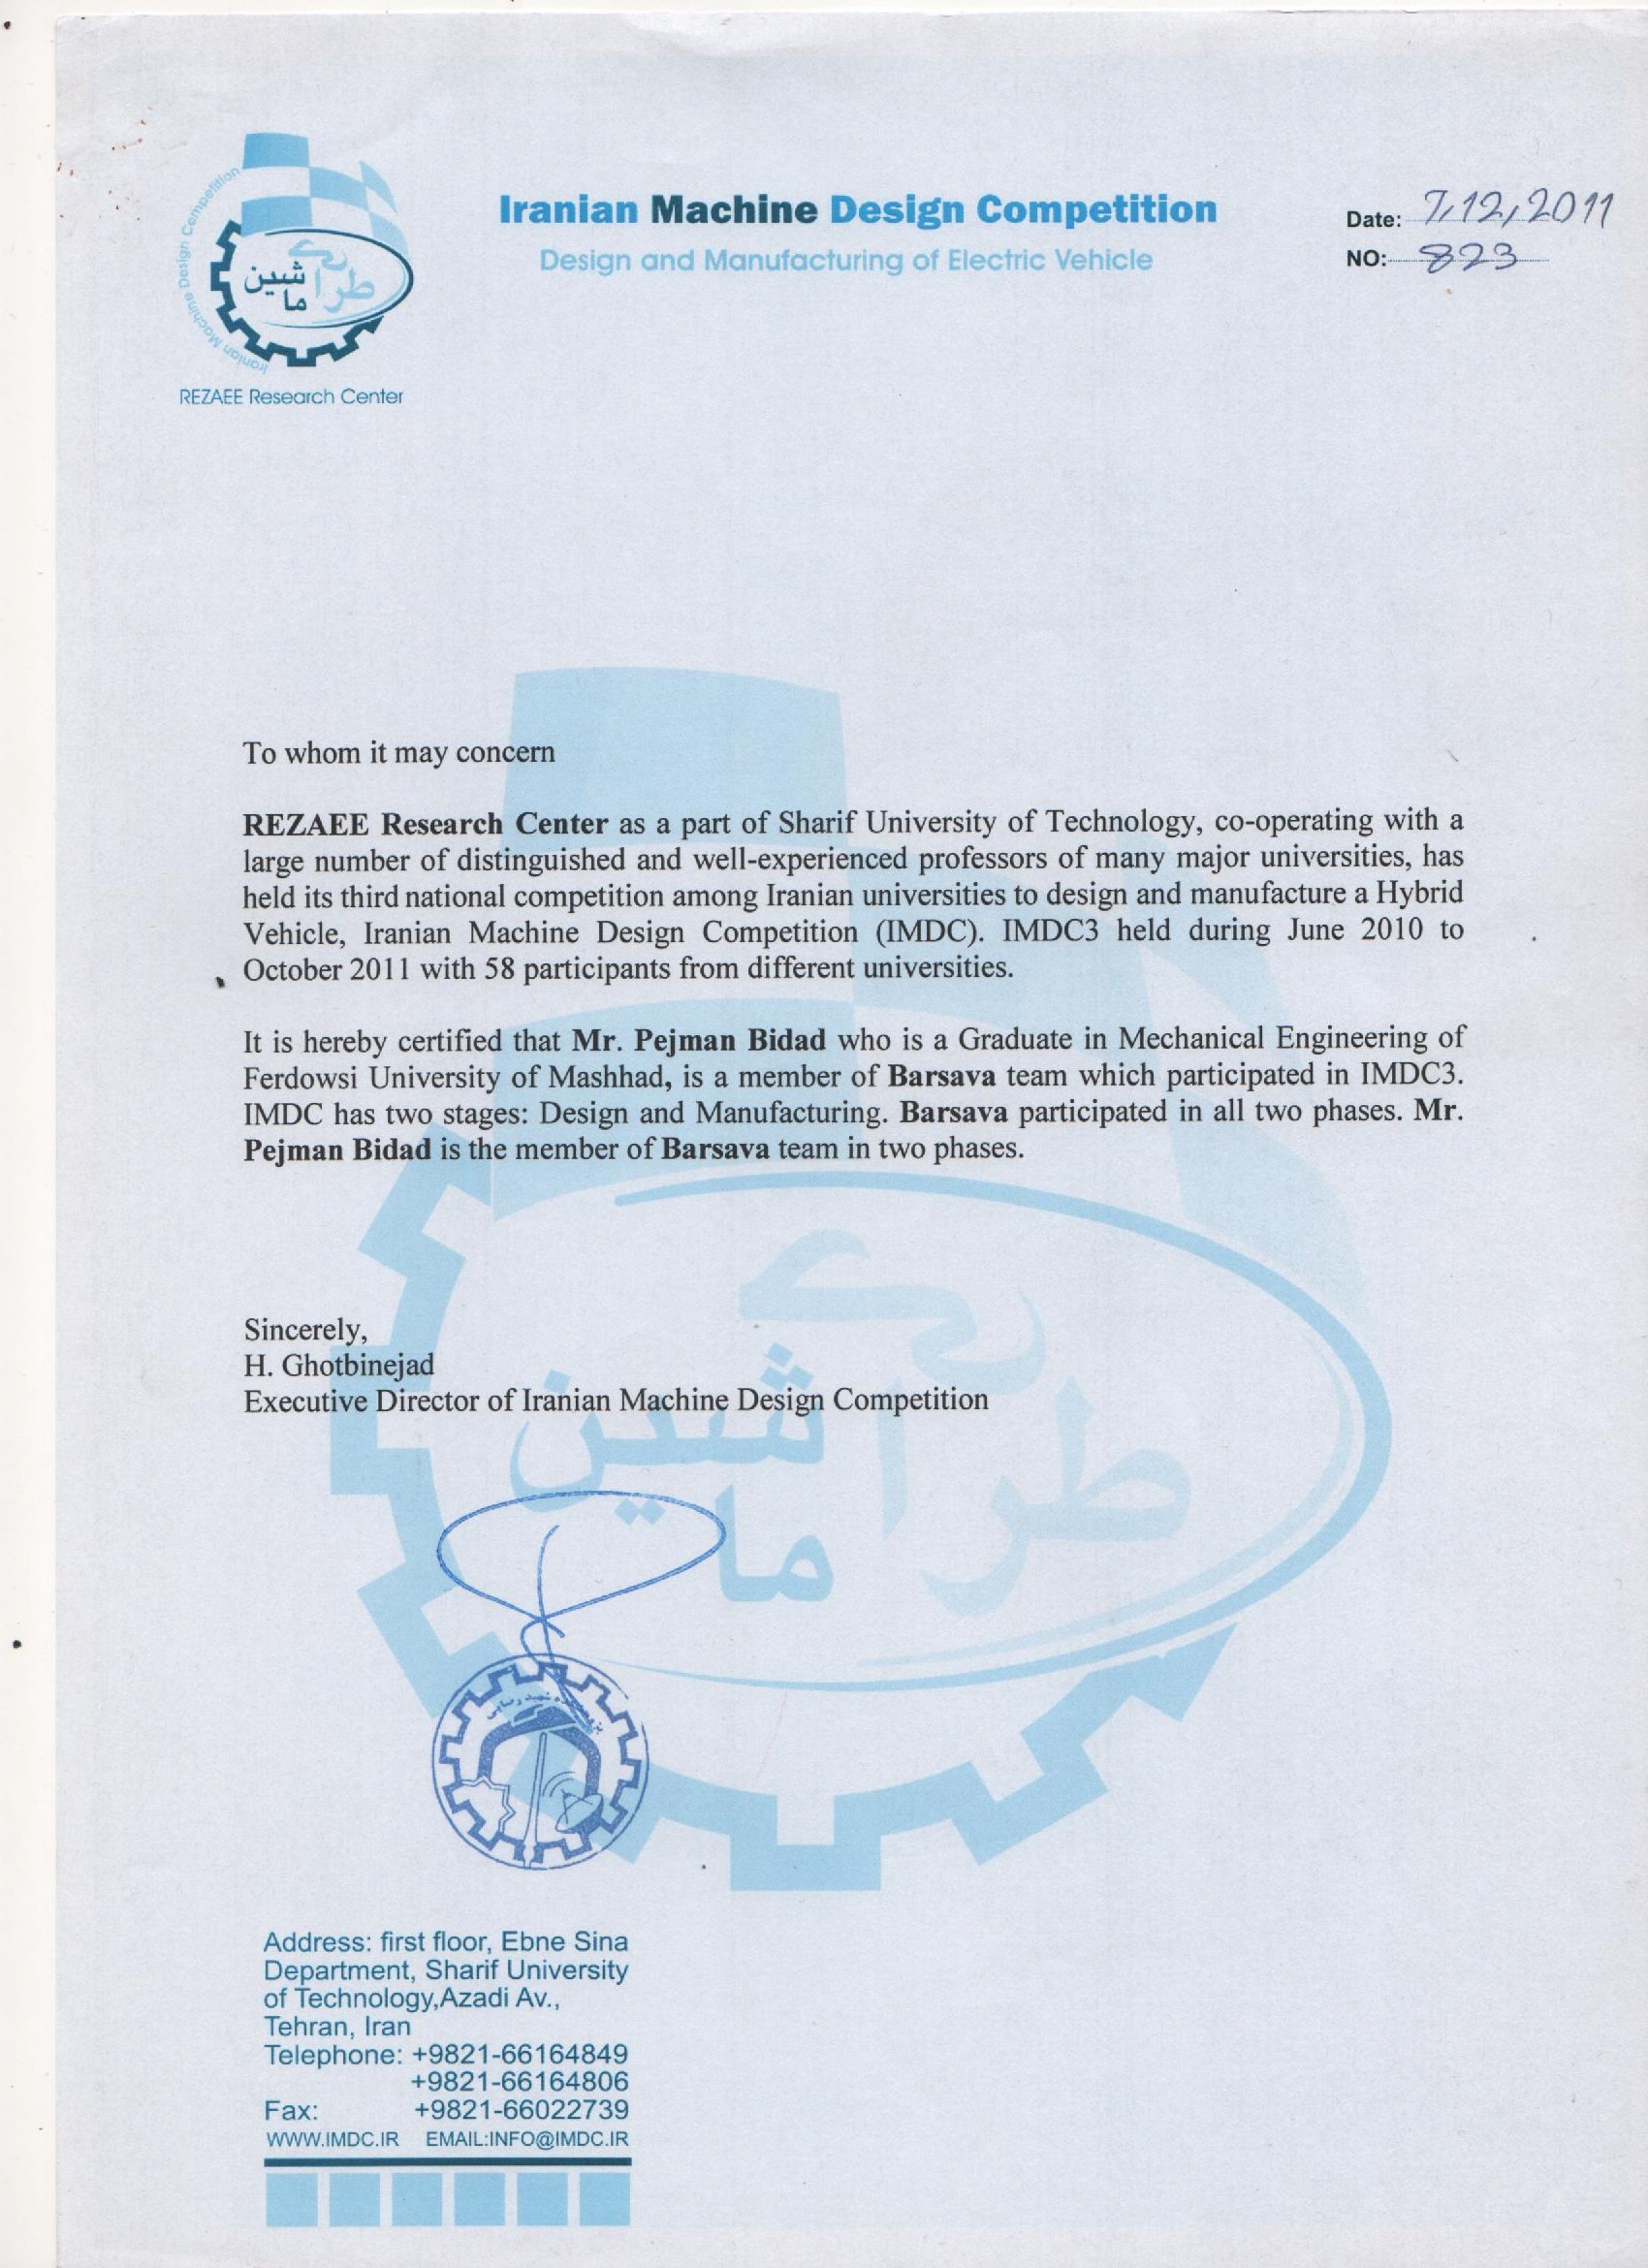 Iranian Machine Design Competition
Design and Manufacturing of Electric Vehicle
Date: 7,12,2011
NO: 823
Iranian Machine Design Competition
طراحی
ماشین
REZAEE Research Center
To whom it may concern
REZAEE Research Center as a part of Sharif University of Technology, co-operating with a
large number of distinguished and well-experienced professors of many major universities, has
held its third national competition among Iranian universities to design and manufacture a Hybrid
Vehicle, Iranian Machine Design Competition (IMDC). IMDC3 held during June 2010 to
October 2011 with 58 participants from different universities.
It is hereby certified that Mr. Pejman Bidad who is a Graduate in Mechanical Engineering of
Ferdowsi University of Mashhad, is a member of Barsava team which participated in IMDC3.
IMDC has two stages: Design and Manufacturing. Barsava participated in all two phases. Mr.
Pejman Bidad is the member of Barsava team in two phases.
Sincerely,
H. Ghotbinejad
Executive Director of Iranian Machine Design Competition
طراحی
ماشین
Address: first floor, Ebne Sina
Department, Sharif University
of Technology,Azadi Av.,
Tehran, Iran
Telephone: +9821-66164849
+9821-66164806
Fax: +9821-66022739
WWW.IMDC.IR EMAIL:INFO@IMDC.IR